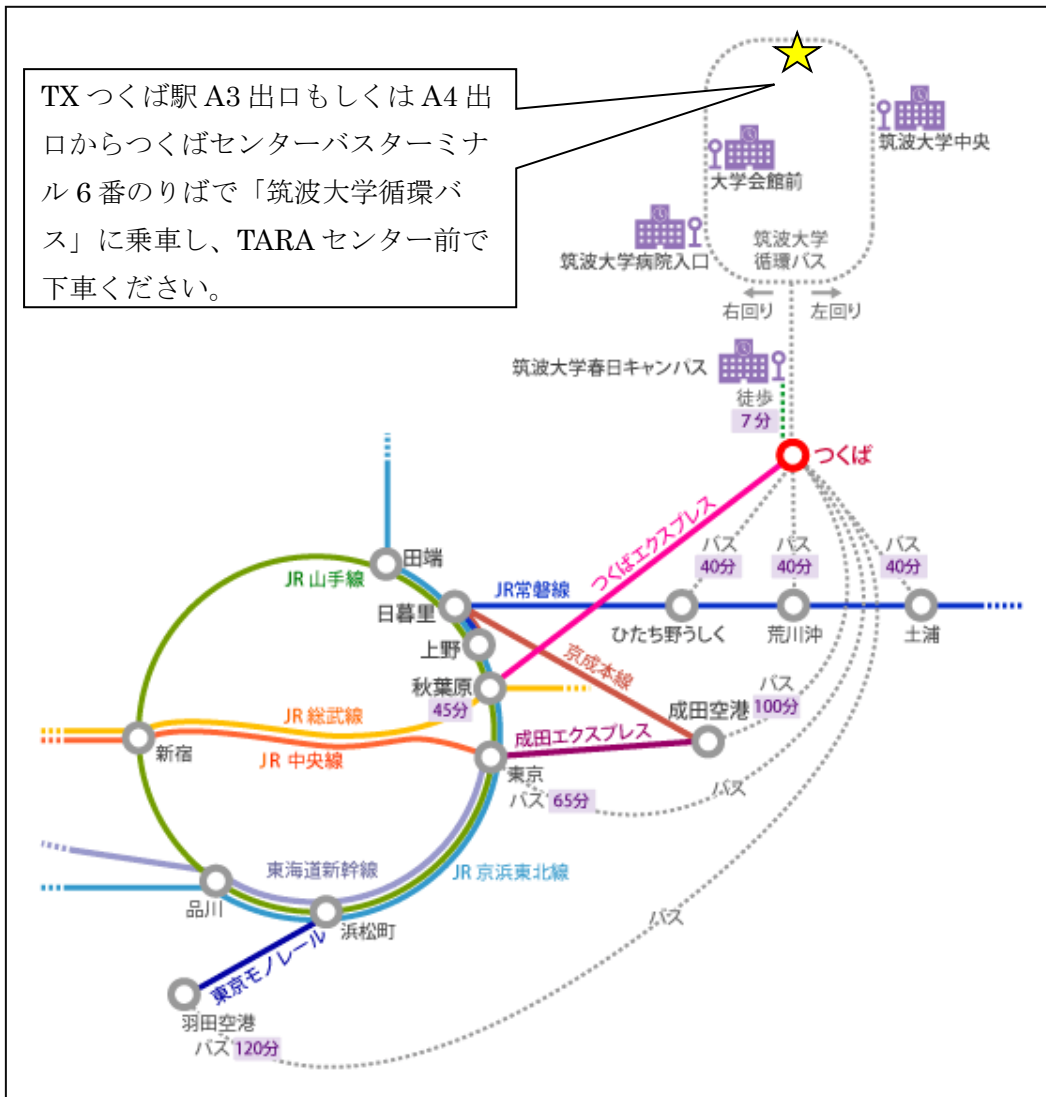 TX つくば駅 A3 出口もしくは A4 出
口からつくばセンターバスターミナ
ル 6 番のりばで「筑波大学循環バ
ス」に乗車し、TARA センター前で
下車ください。
筑波大学中央
大学会館前
筑波大学病院入口
筑波大学
循環バス
右回り
左回り
筑波大学春日キャンパス
徒歩
7分
つくば
つくばエクスプレス
バス
40分
バス
40分
バス
40分
田端
JR 山手線
日暮里
JR常磐線
ひたち野うしく
荒川沖
土浦
上野
京成本線
秋葉原
45分
バス
100分
成田空港
JR 総武線
成田エクスプレス
新宿
JR 中央線
東京
バス 65分
バス
東海道新幹線
JR 京浜東北線
品川
浜松町
バス
東京モノレール
羽田空港
バス 120分